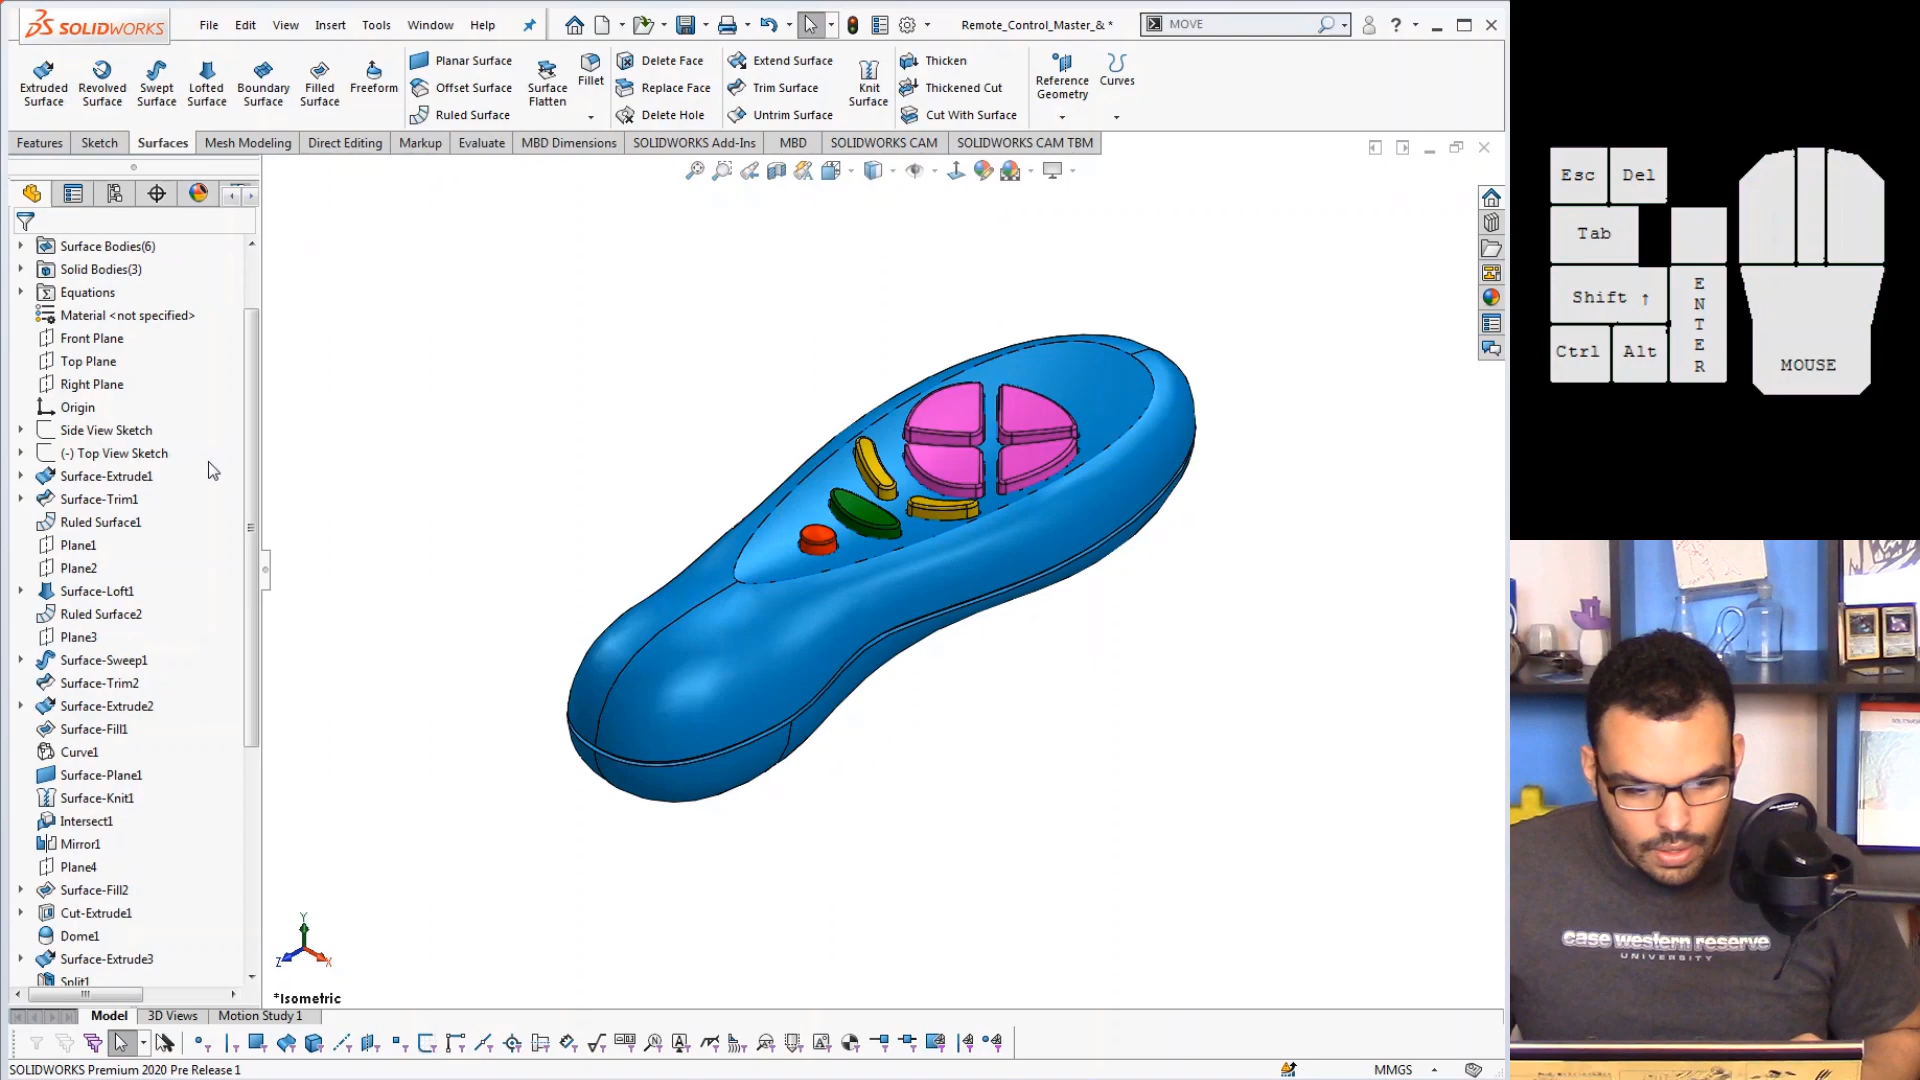 SOLIDWORKS
File Edit View Insert Tools Window Help
Remote_Control_Master_& *
MOVE
Extruded Surface
Revolved Surface
Swept Surface
Lofted Surface
Boundary Surface
Filled Surface
Freeform
Planar Surface
Offset Surface
Ruled Surface
Surface Flatten
Fillet
Delete Face
Replace Face
Delete Hole
Extend Surface
Trim Surface
Untrim Surface
Knit Surface
Thicken
Thickened Cut
Cut With Surface
Reference Geometry
Curves
Features Sketch Surfaces Mesh Modeling Direct Editing Markup Evaluate MBD Dimensions SOLIDWORKS Add-Ins MBD SOLIDWORKS CAM SOLIDWORKS CAM TBM
Surface Bodies(6)
Solid Bodies(3)
Equations
Material <not specified>
Front Plane
Top Plane
Right Plane
Origin
Side View Sketch
(-) Top View Sketch
Surface-Extrude1
Surface-Trim1
Ruled Surface1
Plane1
Plane2
Surface-Loft1
Ruled Surface2
Plane3
Surface-Sweep1
Surface-Trim2
Surface-Extrude2
Surface-Fill1
Curve1
Surface-Plane1
Surface-Knit1
Intersect1
Mirror1
Plane4
Surface-Fill2
Cut-Extrude1
Dome1
Surface-Extrude3
Split1
Y
Z
X
*Isometric
Model 3D Views Motion Study 1
SOLIDWORKS Premium 2020 Pre Release 1
MMGS
Esc Del
Tab
Shift ↑
Ctrl Alt
ENTER
MOUSE
case western reserve
UNIVERSITY